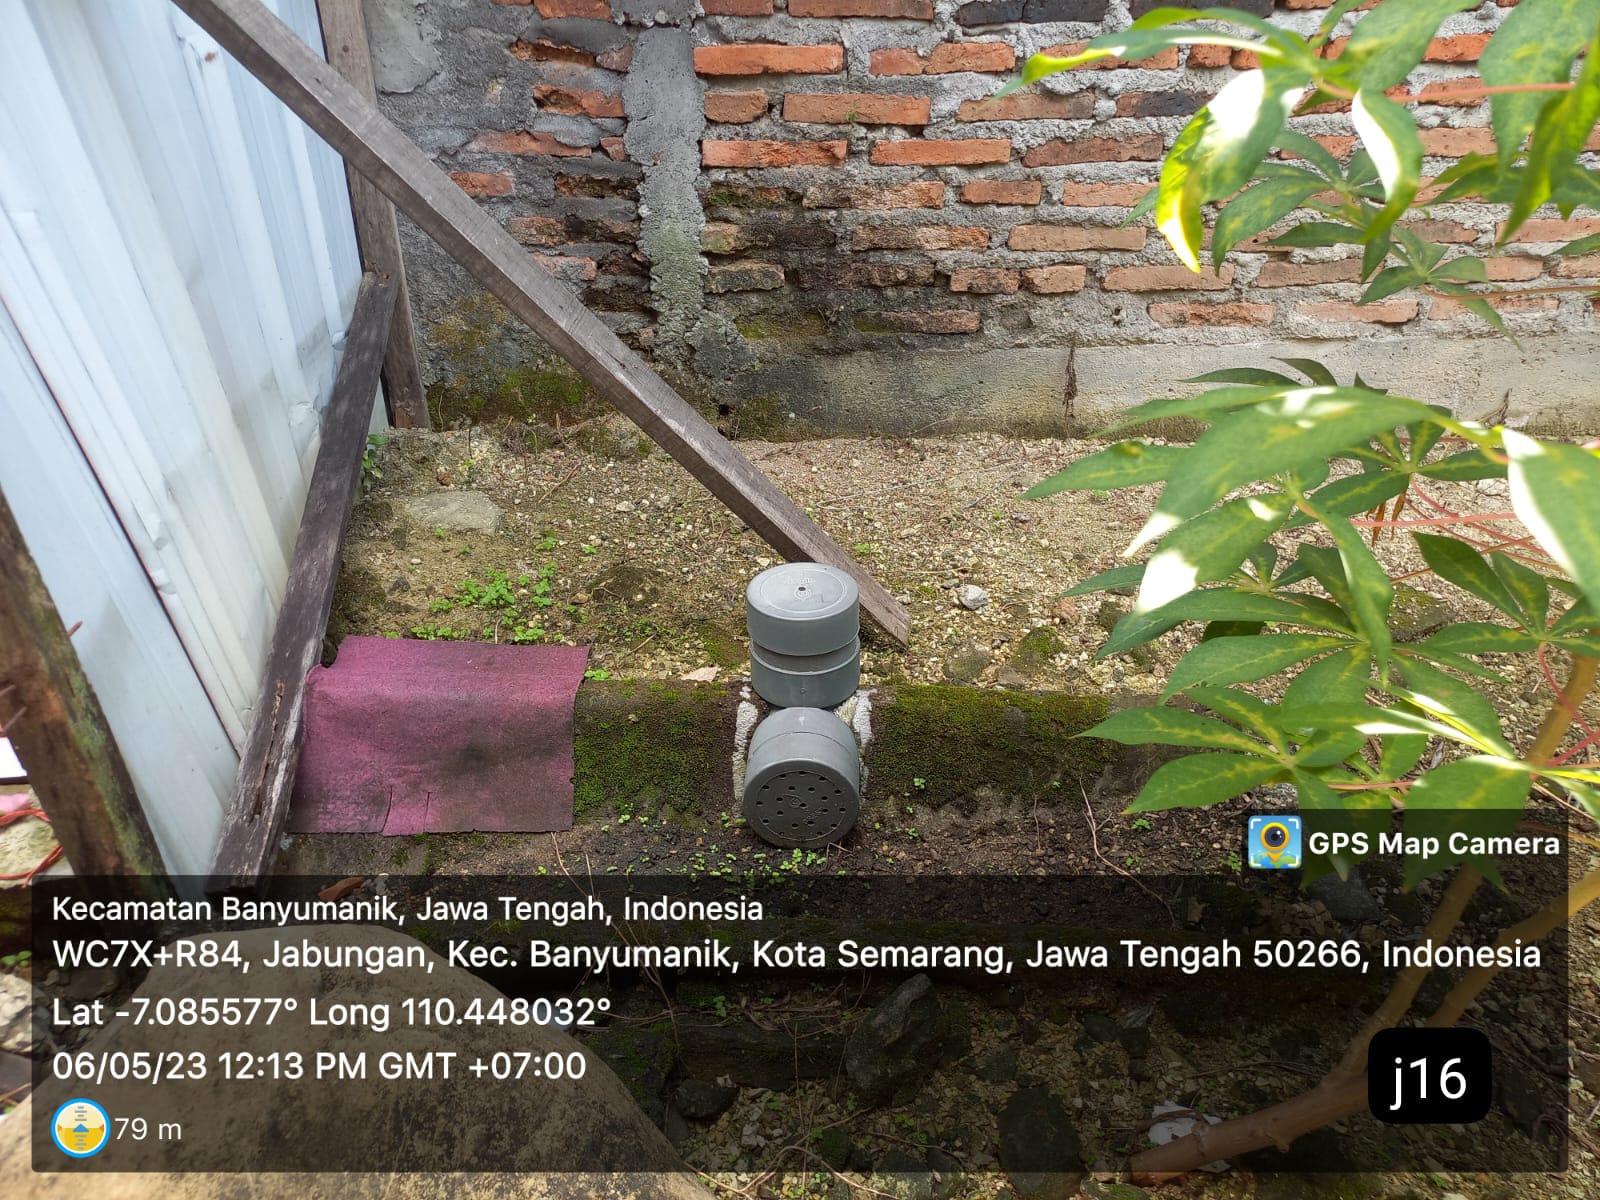 GPS Map Camera
Kecamatan Banyumanik, Jawa Tengah, Indonesia
WC7X+R84, Jabungan, Kec. Banyumanik, Kota Semarang, Jawa Tengah 50266, Indonesia
Lat -7.085577° Long 110.448032°
06/05/23 12:13 PM GMT +07:00
79 m
j16